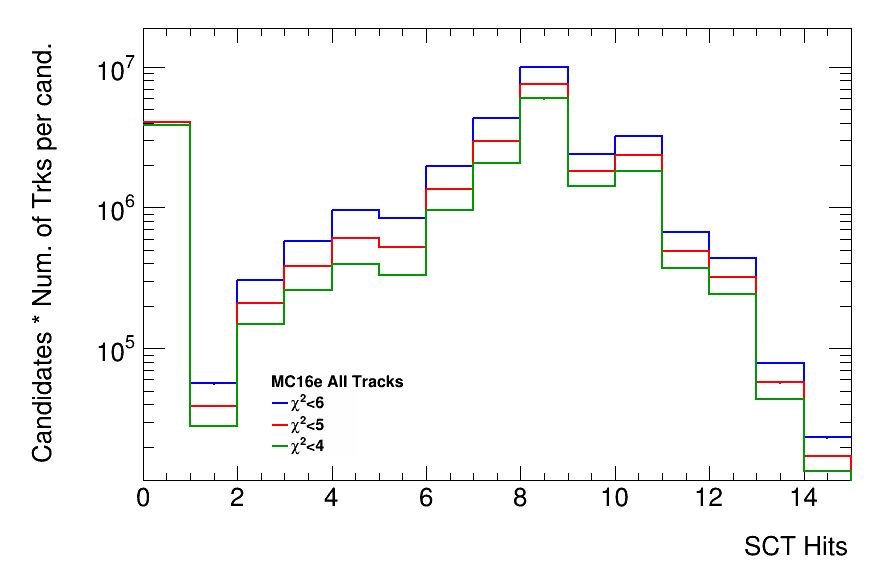 Candidates * Num. of Trks per cand.
10⁷
10⁶
10⁵
MC16e All Tracks
χ²<6
χ²<5
χ²<4
0 2 4 6 8 10 12 14
SCT Hits